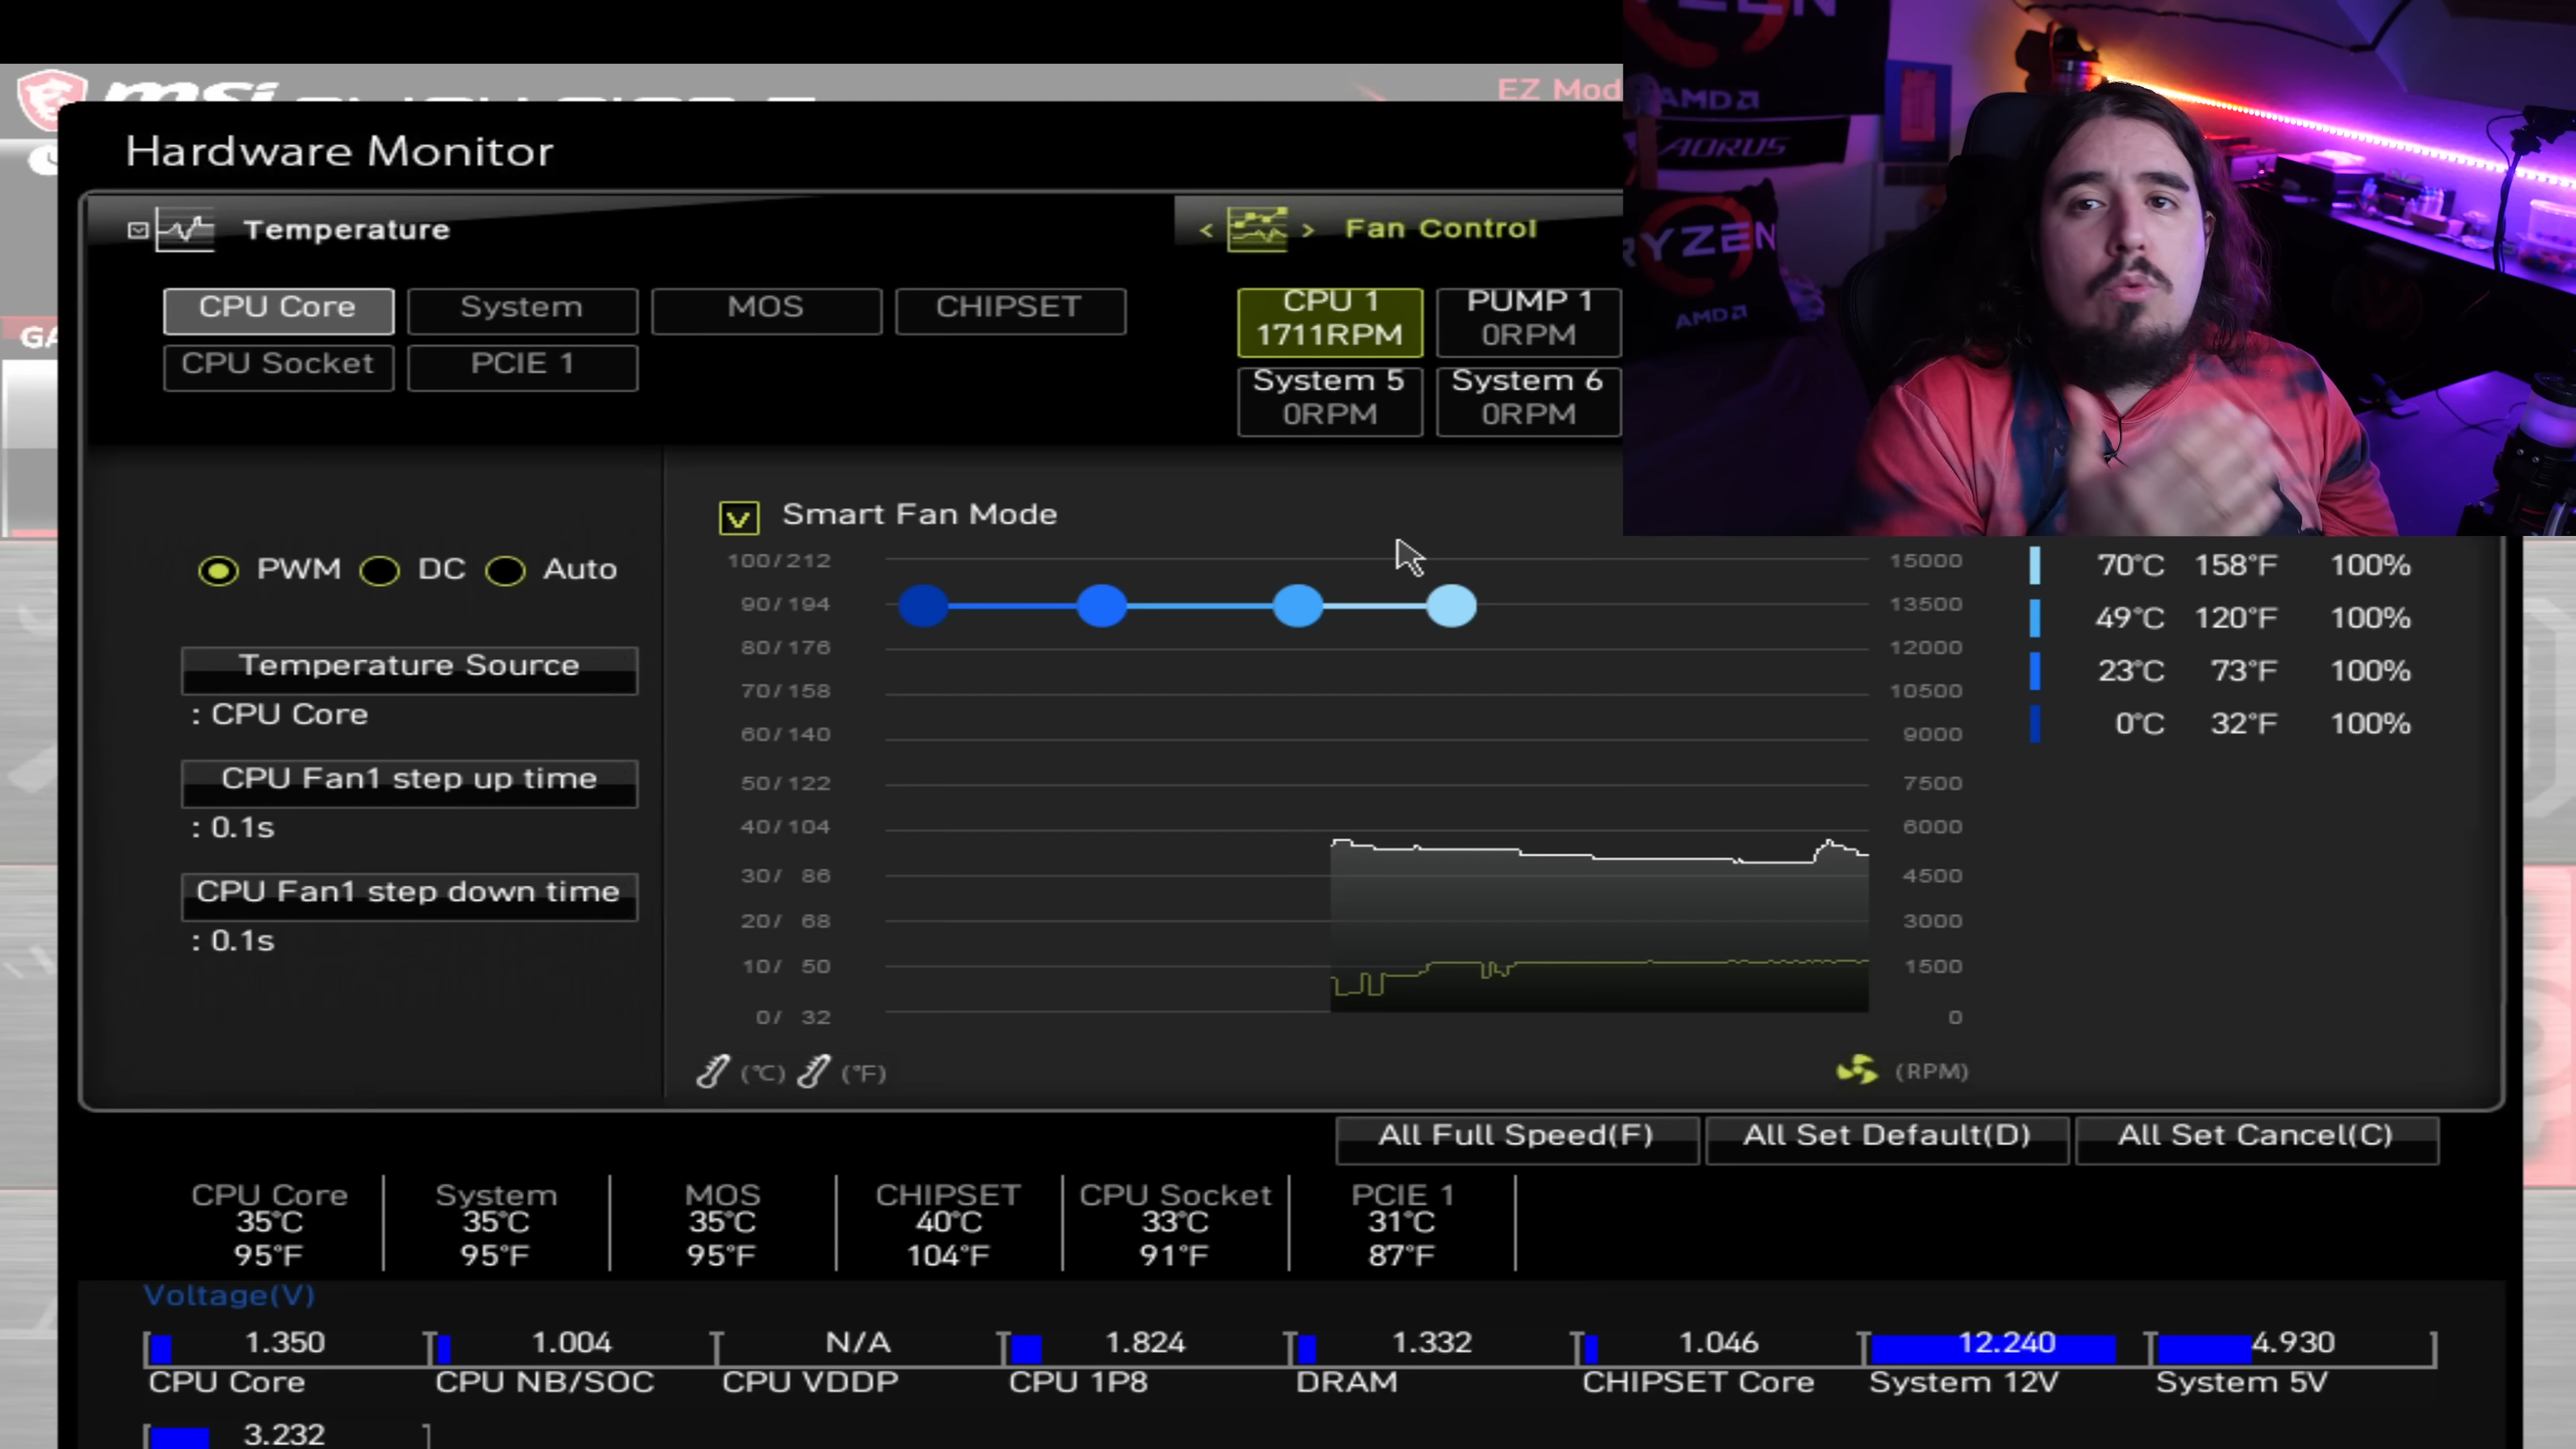 msi
EZ Mod
Hardware Monitor
Temperature
Fan Control
CPU Core
System
MOS
CHIPSET
CPU Socket
PCIE 1
CPU 1
1711RPM
PUMP 1
0RPM
System 5
0RPM
System 6
0RPM
GA
AMD
AORUS
RYZEN
AMD
PWM
DC
Auto
Temperature Source
: CPU Core
CPU Fan1 step up time
: 0.1s
CPU Fan1 step down time
: 0.1s
Smart Fan Mode
100/212 15000
90/194 13500
80/176 12000
70/158 10500
60/140 9000
50/122 7500
40/104 6000
30/ 86 4500
20/ 68 3000
10/ 50 1500
0/ 32 0
(°C) (°F) (RPM)
70°C 158°F 100%
49°C 120°F 100%
23°C 73°F 100%
0°C 32°F 100%
All Full Speed(F)
All Set Default(D)
All Set Cancel(C)
CPU Core System MOS CHIPSET CPU Socket PCIE 1
35°C 35°C 35°C 40°C 33°C 31°C
95°F 95°F 95°F 104°F 91°F 87°F
Voltage(V)
1.350 1.004 N/A 1.824 1.332 1.046 12.240 4.930
CPU Core CPU NB/SOC CPU VDDP CPU 1P8 DRAM CHIPSET Core System 12V System 5V
3.232